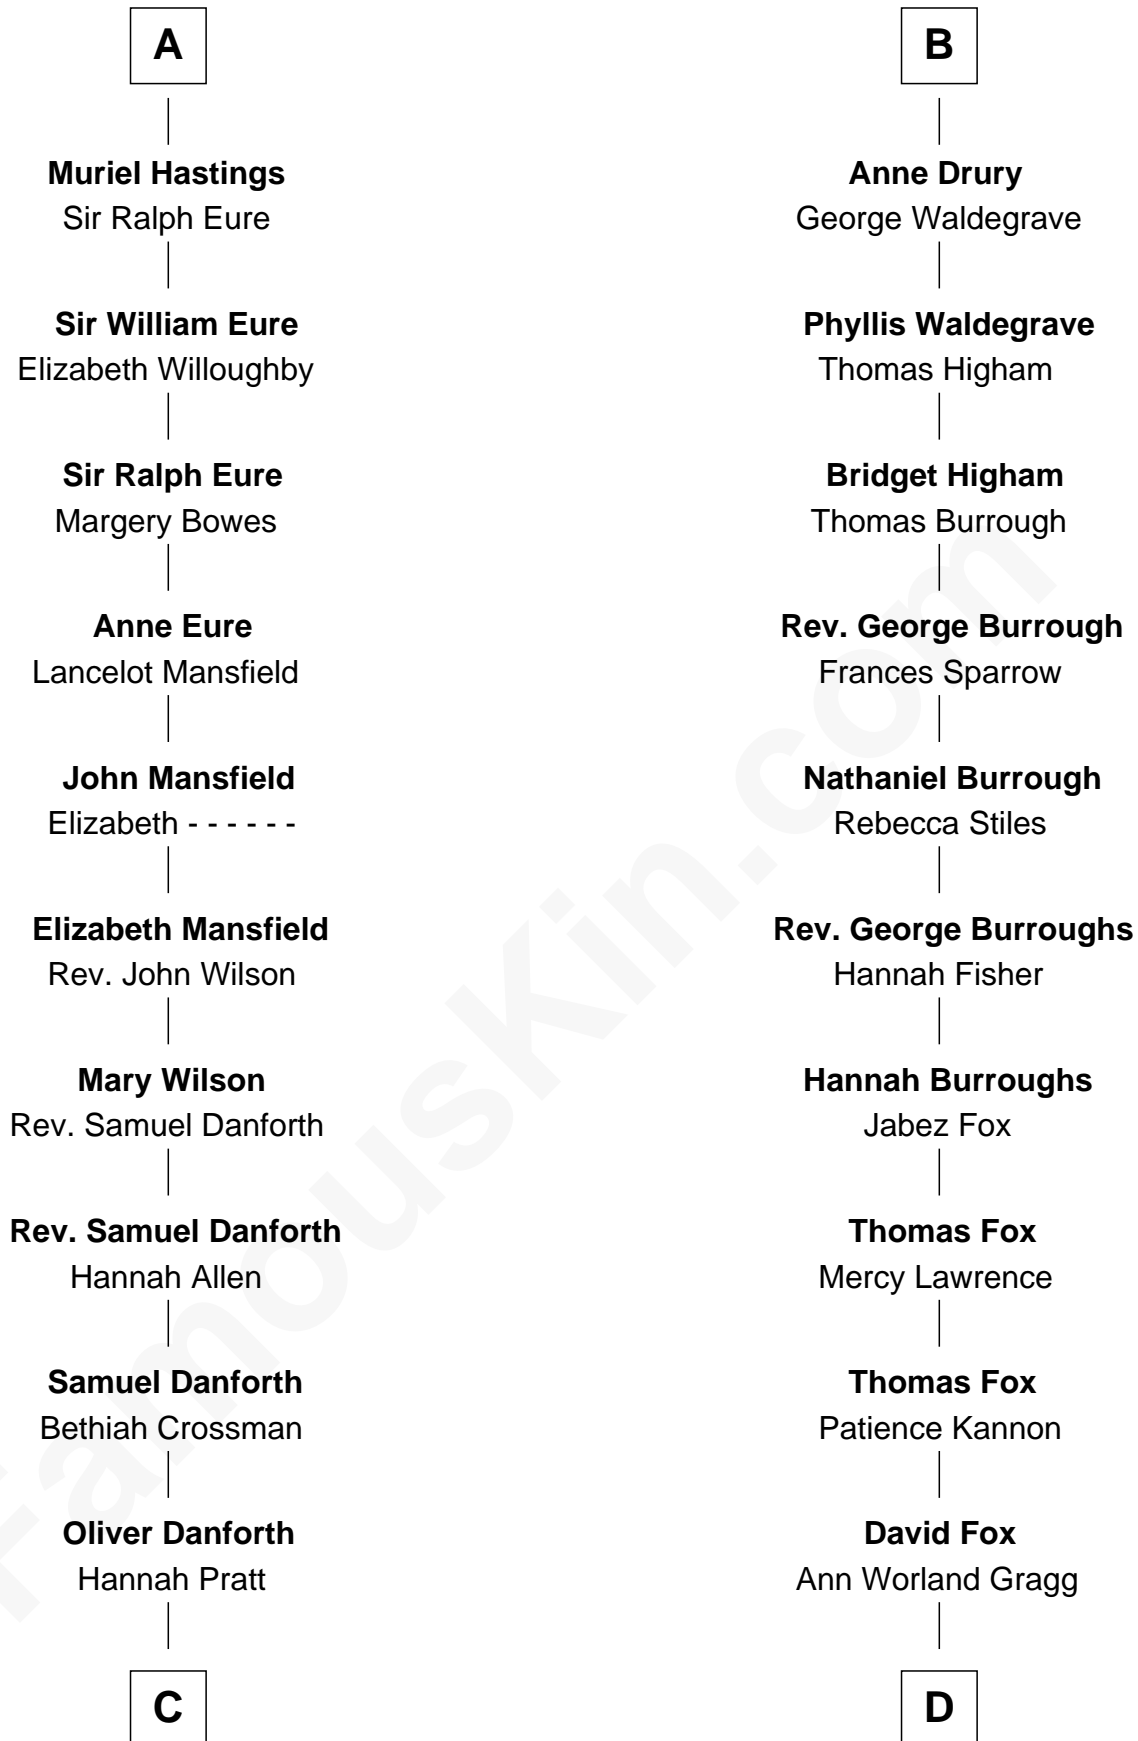 A
Muriel Hastings
Sir Ralph Eure
Sir William Eure
Elizabeth Willoughby
Sir Ralph Eure
Margery Bowes
Anne Eure
Lancelot Mansfield
John Mansfield
Elizabeth - - - - - -
Elizabeth Mansfield
Rev. John Wilson
Mary Wilson
Rev. Samuel Danforth
Rev. Samuel Danforth
Hannah Allen
Samuel Danforth
Bethiah Crossman
Oliver Danforth
Hannah Pratt
C
B
Anne Drury
George Waldegrave
Phyllis Waldegrave
Thomas Higham
Bridget Higham
Thomas Burrough
Rev. George Burrough
Frances Sparrow
Nathaniel Burrough
Rebecca Stiles
Rev. George Burroughs
Hannah Fisher
Hannah Burroughs
Jabez Fox
Thomas Fox
Mercy Lawrence
Thomas Fox
Patience Kannon
David Fox
Ann Worland Gragg
D
FamousKin.com